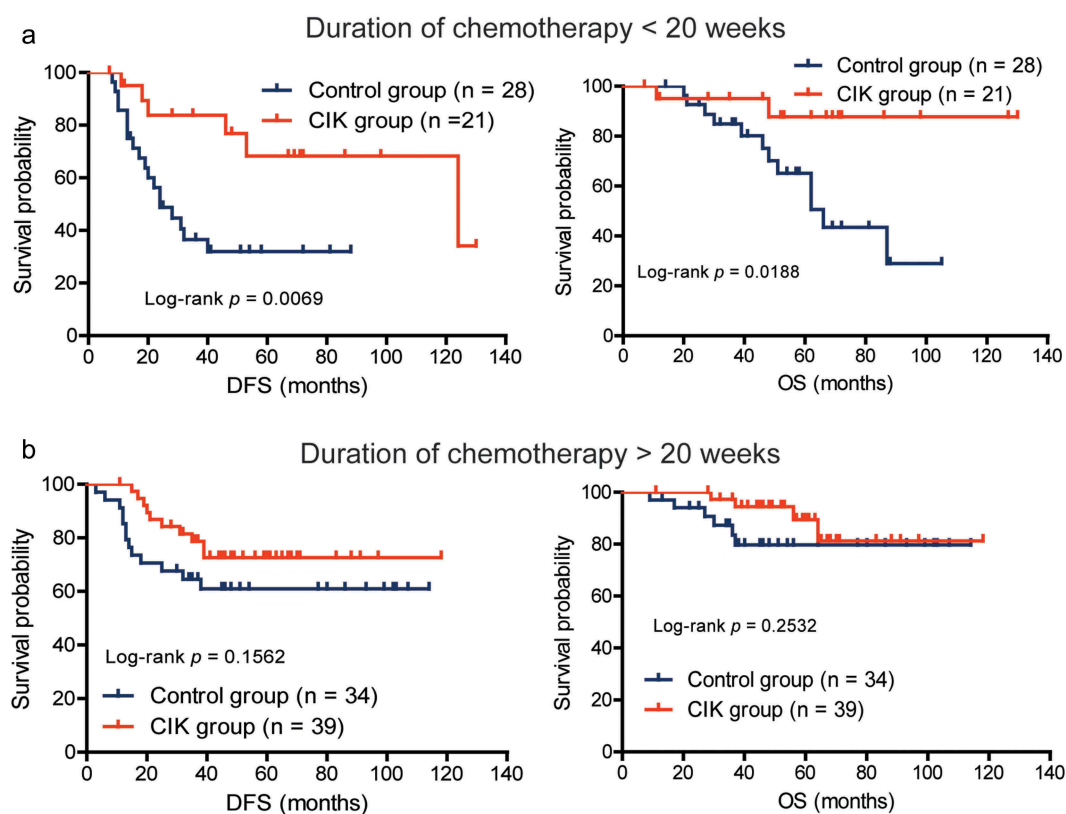 a
Duration of chemotherapy < 20 weeks
Control group (n = 28)
CIK group (n =21)
Survival probability
100
80
60
40
20
0
Log-rank p = 0.0069
0 20 40 60 80 100 120 140
DFS (months)
Control group (n = 28)
CIK group (n = 21)
Survival probability
100
80
60
40
20
0
Log-rank p = 0.0188
0 20 40 60 80 100 120 140
OS (months)
b
Duration of chemotherapy > 20 weeks
Survival probability
100
80
60
40
20
0
Log-rank p = 0.1562
Control group (n = 34)
CIK group (n = 39)
0 20 40 60 80 100 120 140
DFS (months)
Survival probability
100
80
60
40
20
0
Log-rank p = 0.2532
Control group (n = 34)
CIK group (n = 39)
0 20 40 60 80 100 120 140
OS (months)